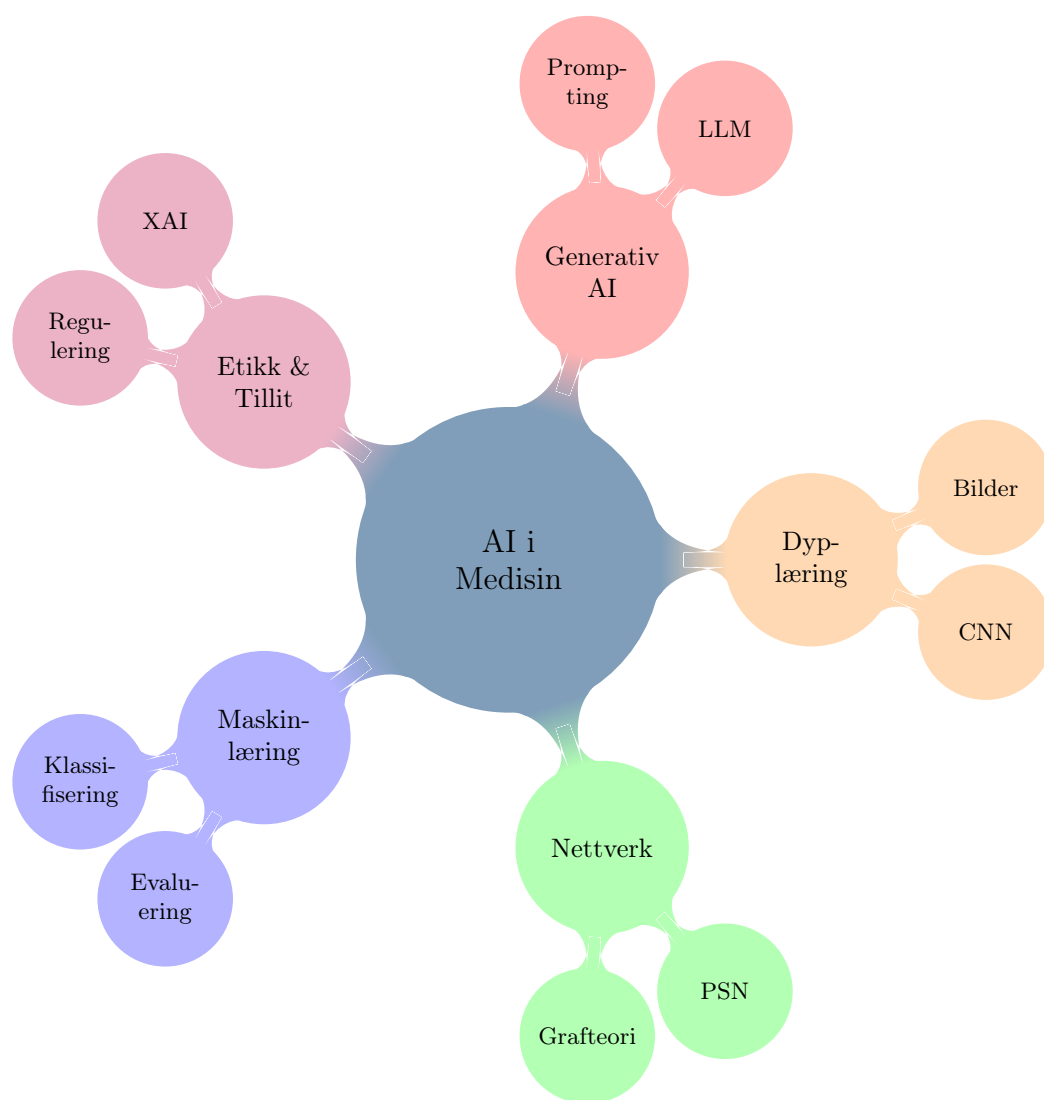 Promp-
ting
LLM
Generativ
AI
XAI
Regu-
lering
Etikk &
Tillit
AI i
Medisin
Dyp-
læring
Bilder
CNN
Maskin-
læring
Klassi-
fisering
Evalu-
ering
Nettverk
PSN
Grafteori